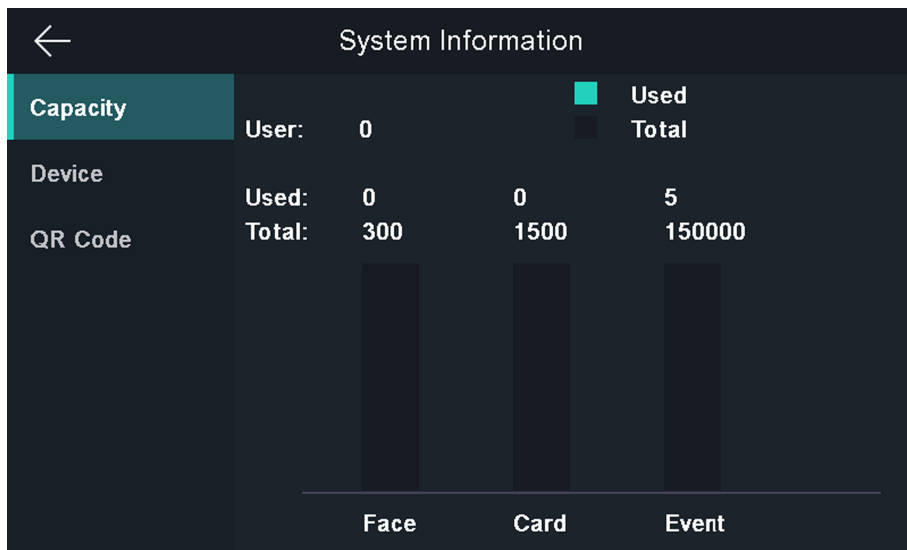 System Information
Capacity
Device
QR Code
Used
Total
User: 0
Used: 0 0 5
Total: 300 1500 150000
Face Card Event